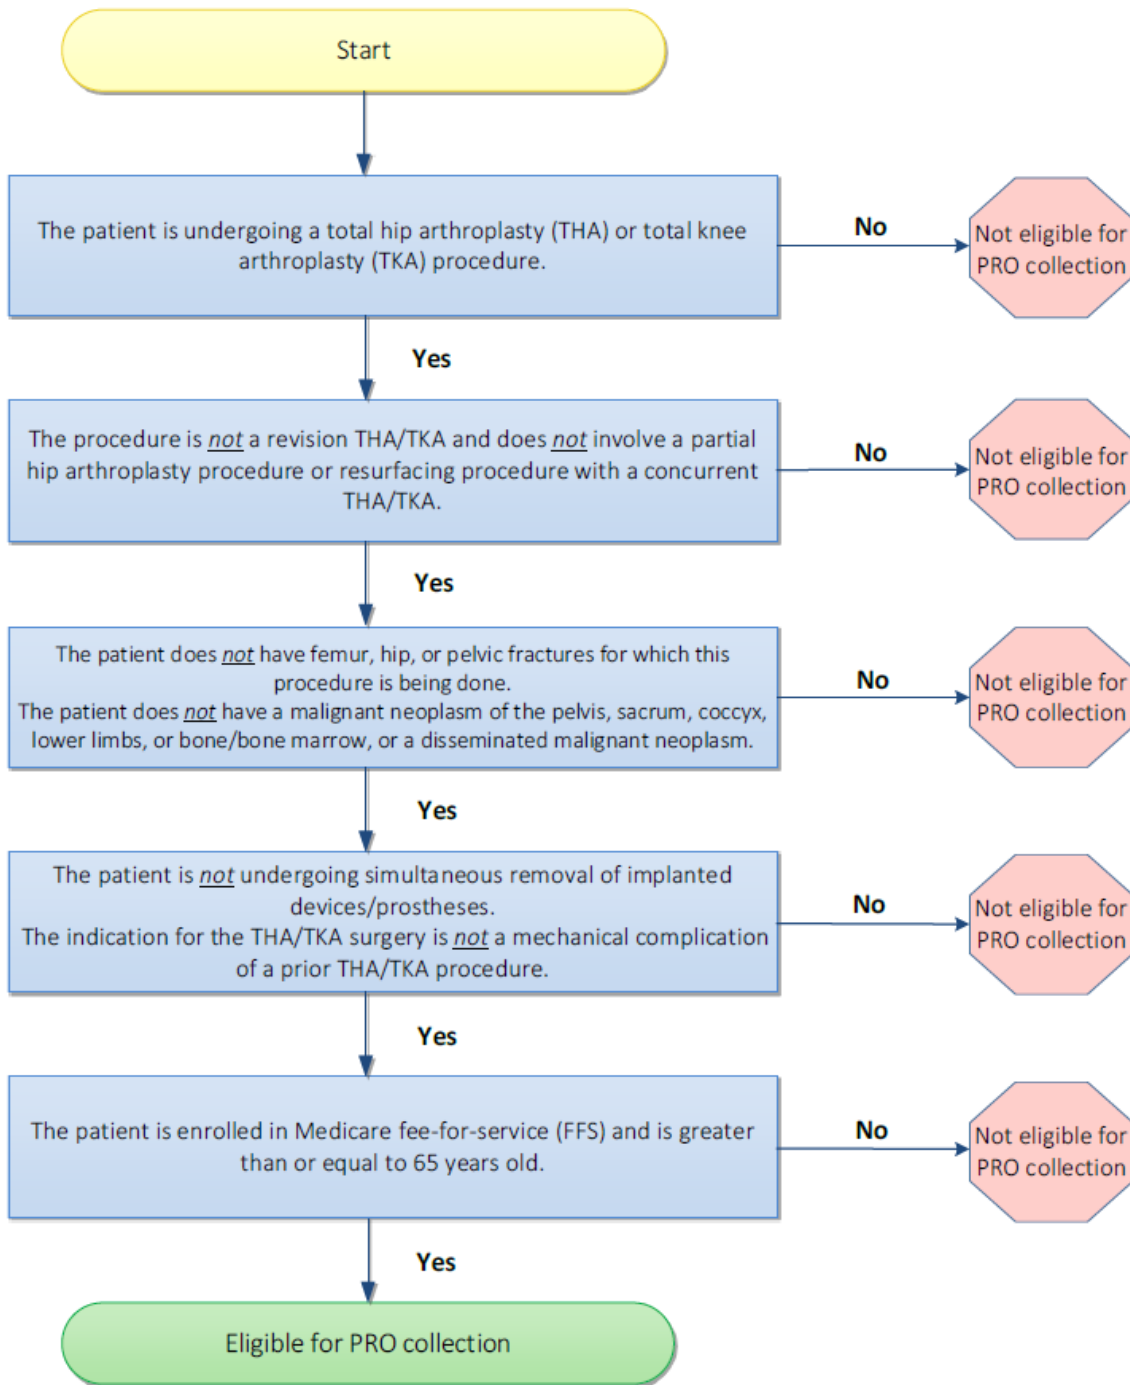 Start
The patient is undergoing a total hip arthroplasty (THA) or total knee
arthroplasty (TKA) procedure.
No
Not eligible for
PRO collection
Yes
The procedure is not a revision THA/TKA and does not involve a partial
hip arthroplasty procedure or resurfacing procedure with a concurrent
THA/TKA.
No
Not eligible for
PRO collection
Yes
The patient does not have femur, hip, or pelvic fractures for which this
procedure is being done.
The patient does not have a malignant neoplasm of the pelvis, sacrum, coccyx,
lower limbs, or bone/bone marrow, or a disseminated malignant neoplasm.
No
Not eligible for
PRO collection
Yes
The patient is not undergoing simultaneous removal of implanted
devices/prostheses.
The indication for the THA/TKA surgery is not a mechanical complication
of a prior THA/TKA procedure.
No
Not eligible for
PRO collection
Yes
The patient is enrolled in Medicare fee-for-service (FFS) and is greater
than or equal to 65 years old.
No
Not eligible for
PRO collection
Yes
Eligible for PRO collection